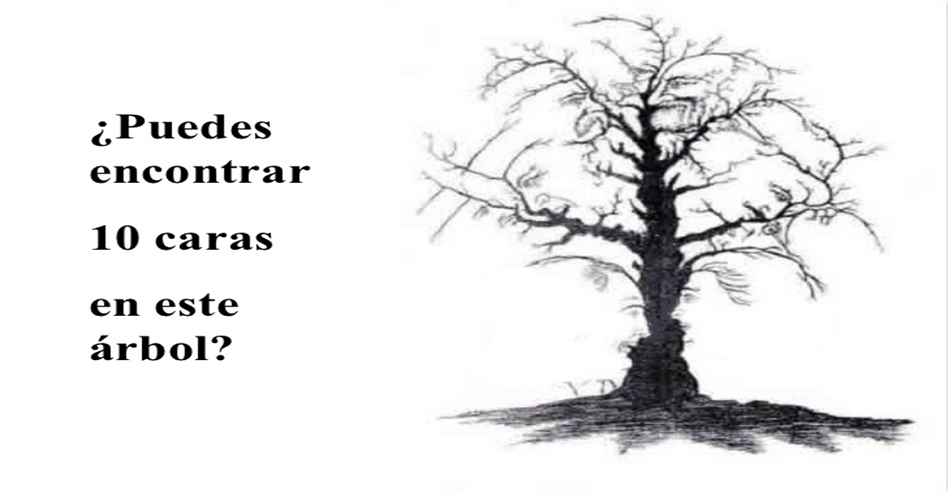 ¿Puedes
encontrar
10 caras
en este
árbol?